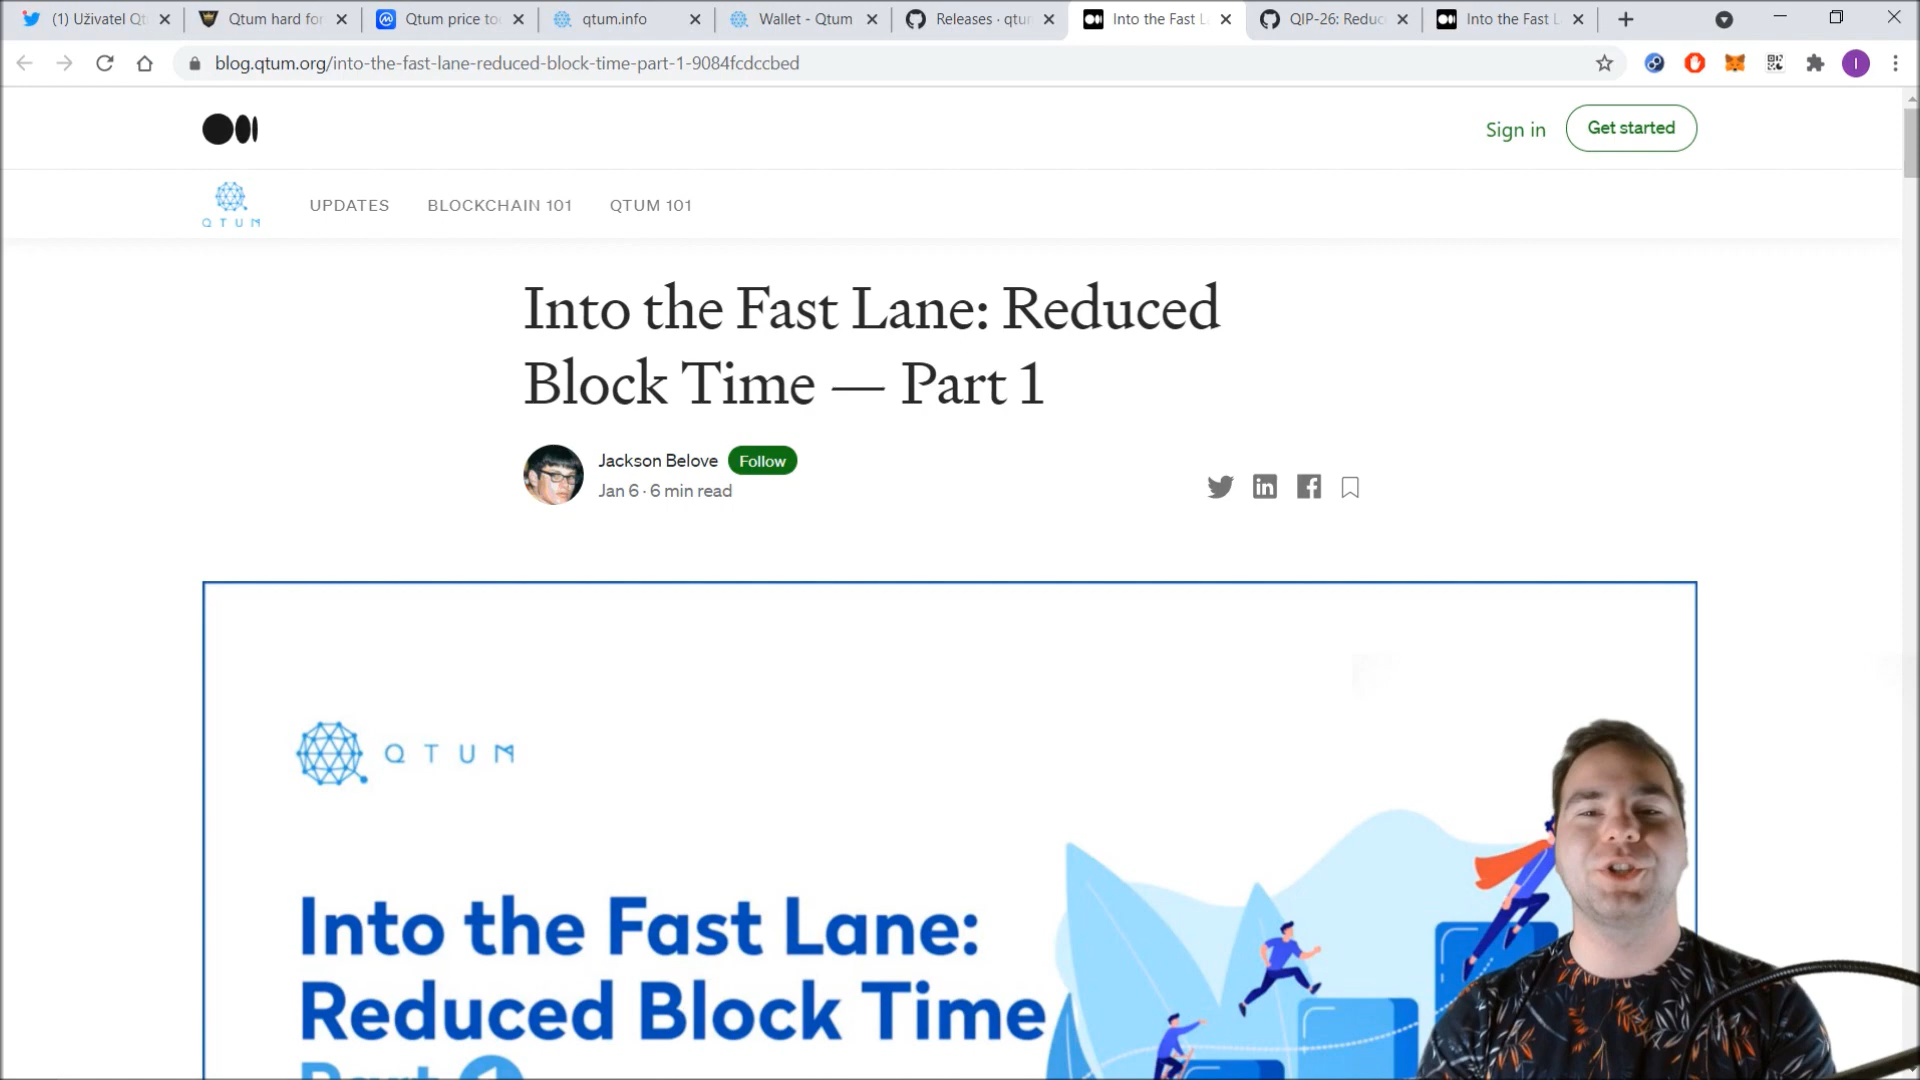 (1) Uživatel Qt
Qtum hard for
Qtum price to
qtum.info
Wallet - Qtum
Releases · qtu
Into the Fast L
QIP-26: Reduc
Into the Fast L
blog.qtum.org/into-the-fast-lane-reduced-block-time-part-1-9084fcdccbed
I
Sign in
Get started
QTUM
UPDATES
BLOCKCHAIN 101
QTUM 101
Into the Fast Lane: Reduced
Block Time — Part 1
Jackson Belove
Follow
Jan 6 · 6 min read
QTUM
Into the Fast Lane:
Reduced Block Time
Part 1